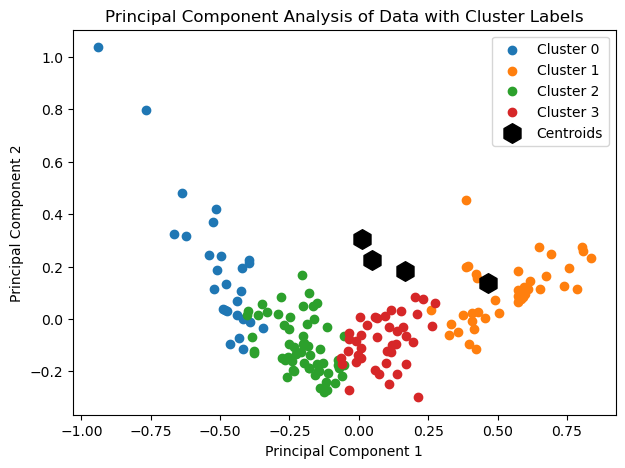 Principal Component Analysis of Data with Cluster Labels
Cluster 0
Cluster 1
Cluster 2
Cluster 3
Centroids
Principal Component 2
1.0
0.8
0.6
0.4
0.2
0.0
−0.2
−1.00 −0.75 −0.50 −0.25 0.00 0.25 0.50 0.75
Principal Component 1